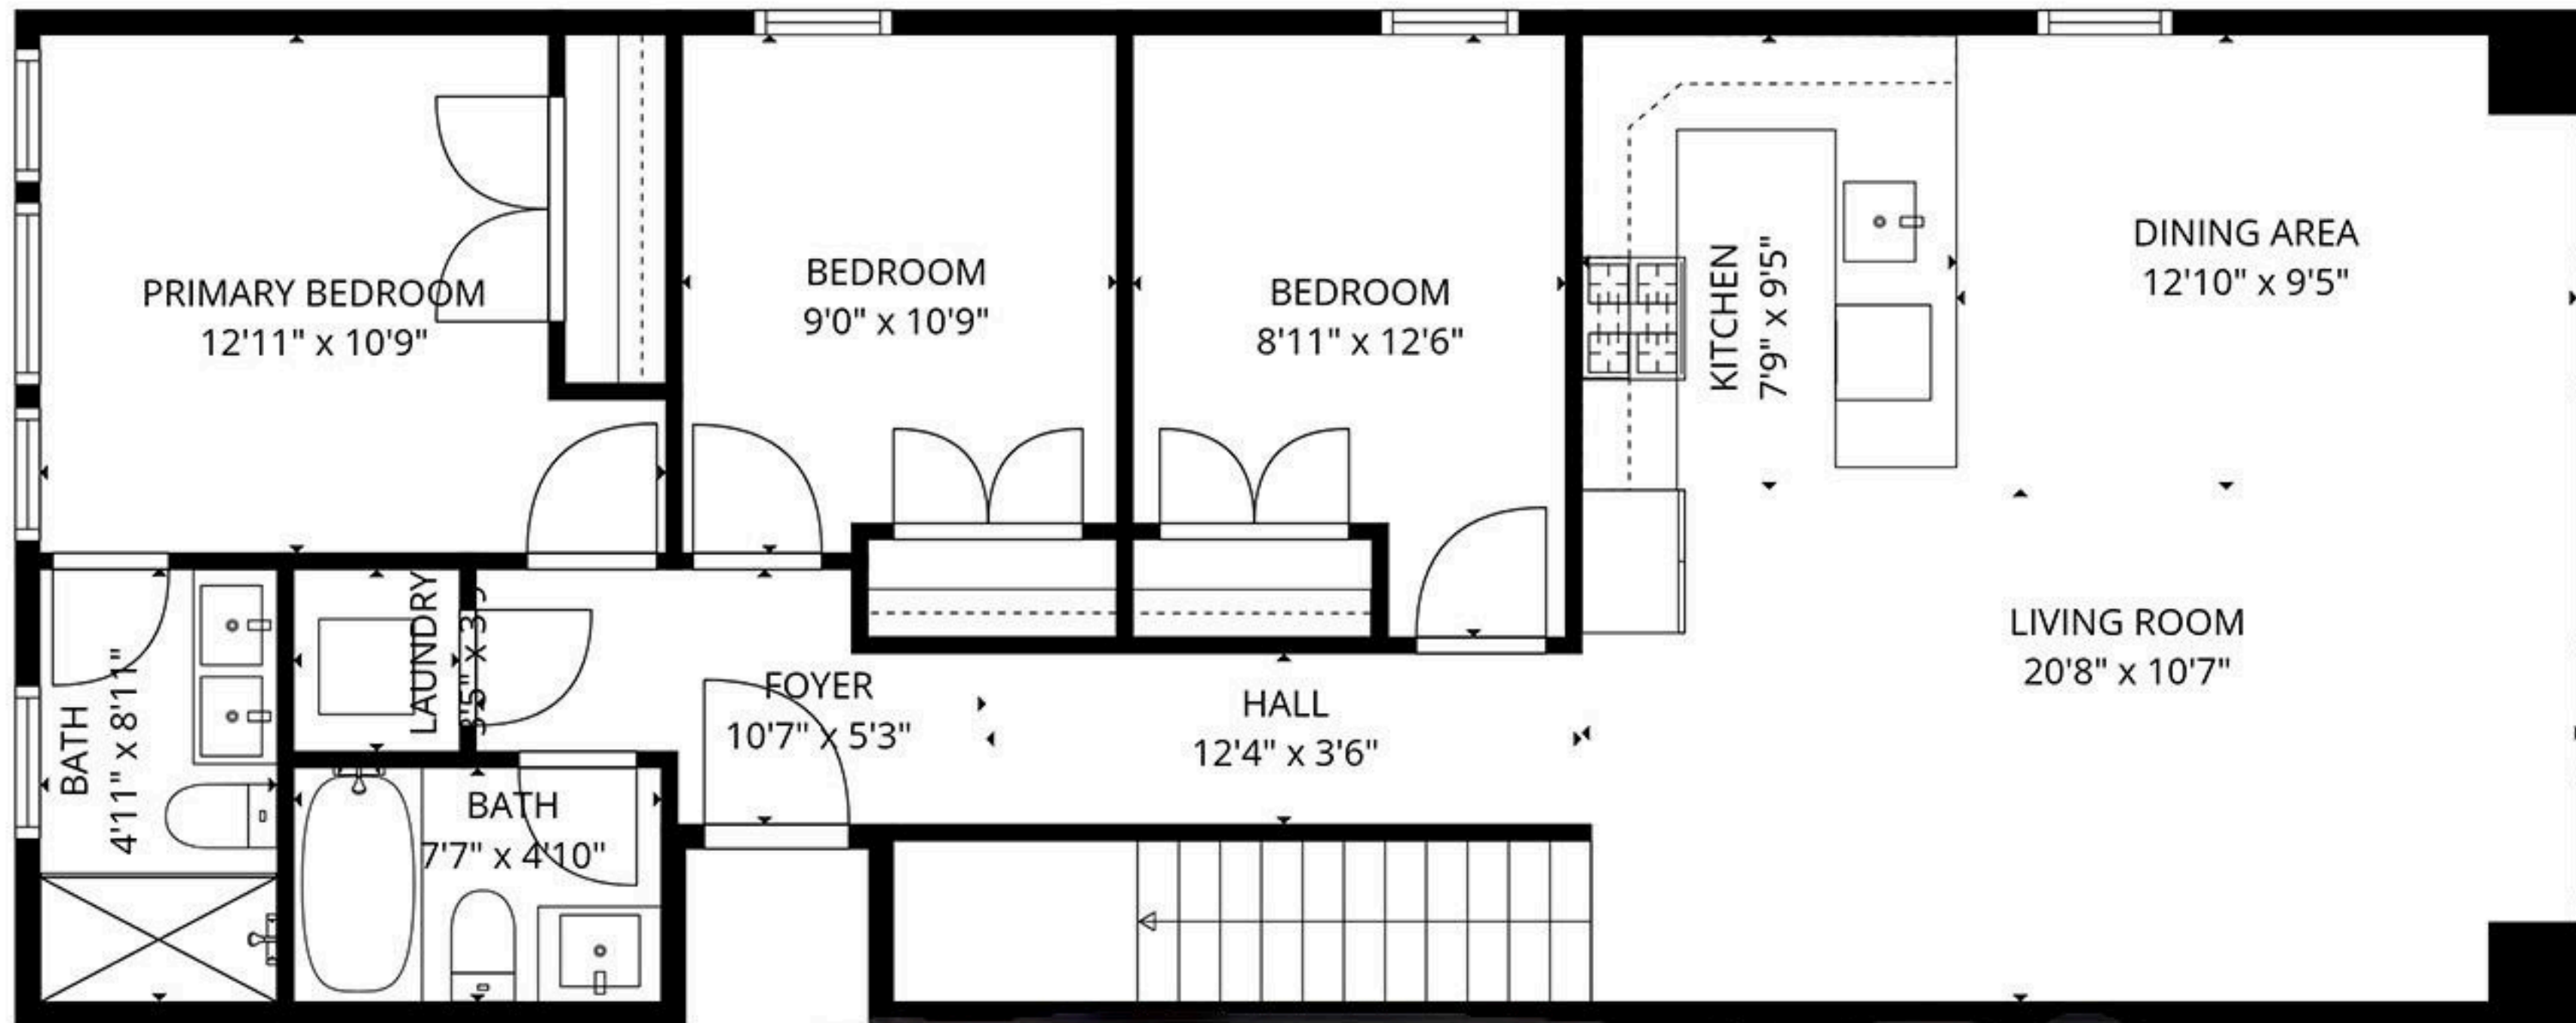 PRIMARY BEDROOM
12'11" x 10'9"
BEDROOM
9'0" x 10'9"
BEDROOM
8'11" x 12'6"
KITCHEN
7'9" x 9'5"
DINING AREA
12'10" x 9'5"
LIVING ROOM
20'8" x 10'7"
LAUNDRY
BATH
4'11" x 8'11"
FOYER
10'7" x 5'3"
HALL
12'4" x 3'6"
BATH
7'7" x 4'10"